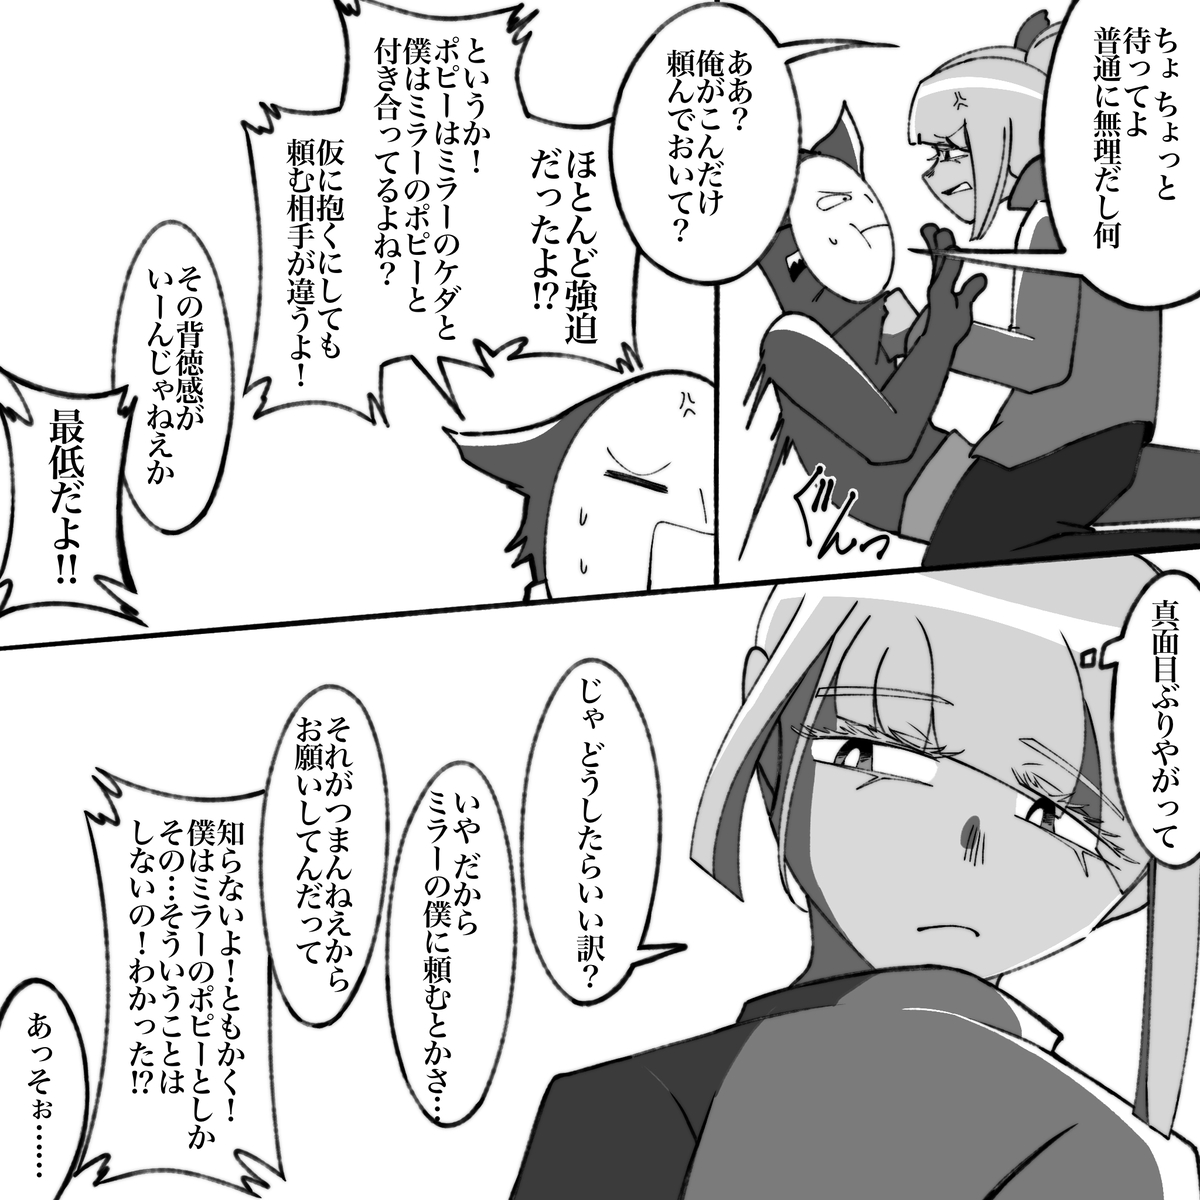 ちょ ちょっと
待ってよ
普通に無理だし何
ああ?
俺がこんだけ
頼んでおいて?
ぐんっ
ほとんど強迫
だったよ!?
というか!
ポピーはミラーのケダと
僕はミラーのポピーと
付き合ってるよね?
仮に抱くにしても
頼む相手が違うよ!
その背徳感が
いーんじゃねえか
最低だよ!!
真面目ぶりやがって
じゃ どうしたらいい訳?
いや だから
ミラーの僕に頼むとかさ…
それがつまんねえから
お願いしてんだって
知らないよ!ともかく!
僕はミラーのポピーとしか
その…そういうことは
しないの!わかった!?
あっそぉ……